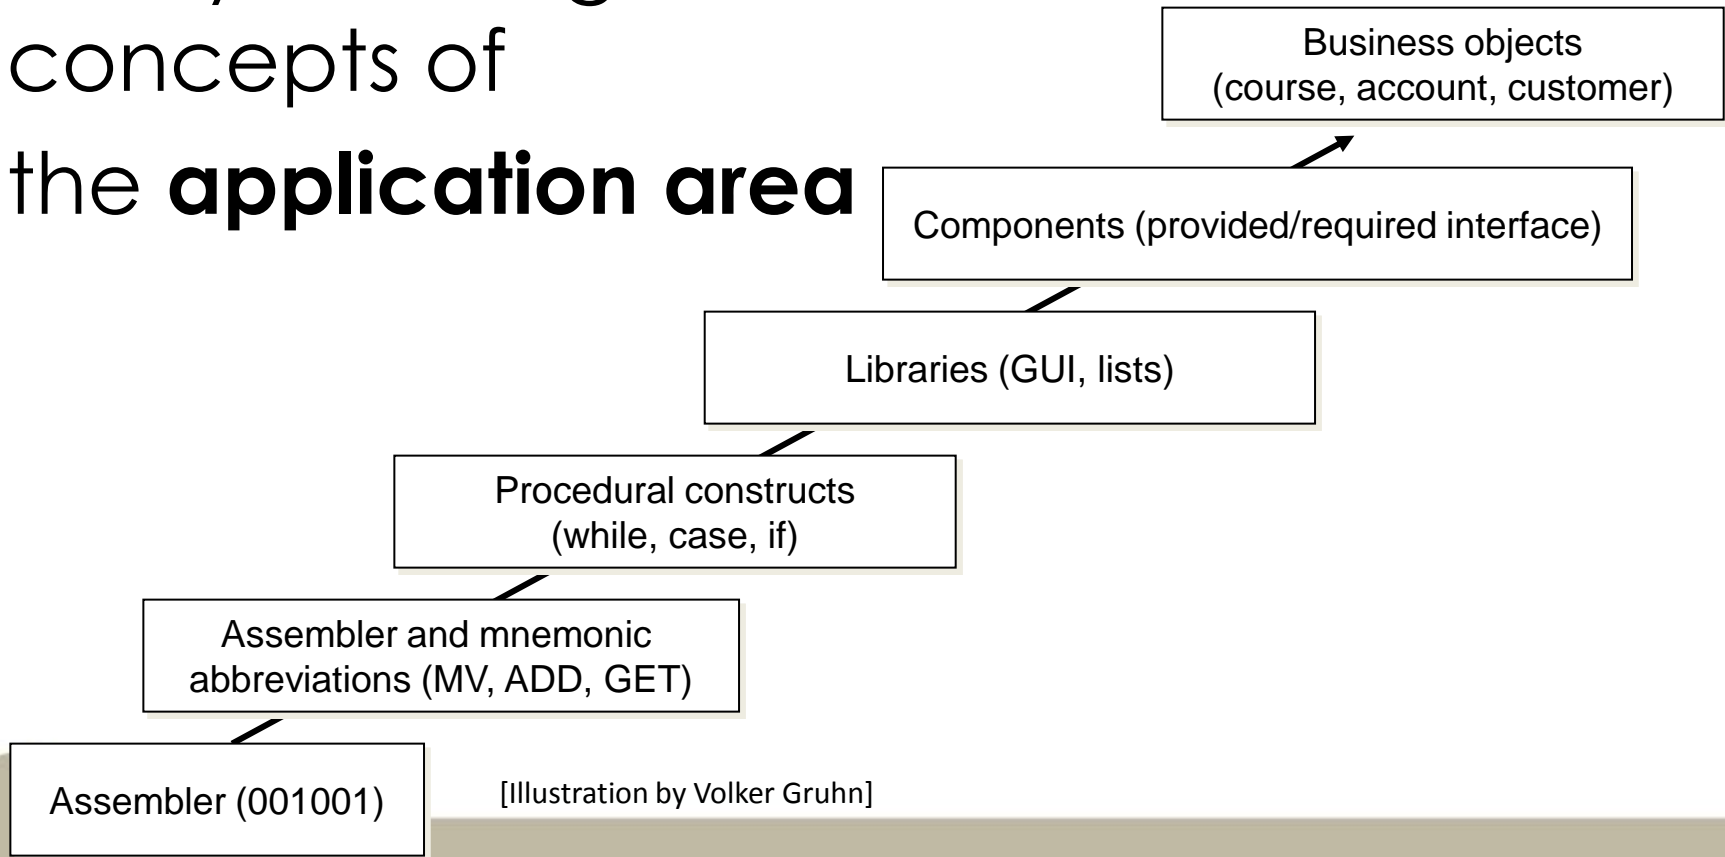 concepts of
the application area
Business objects
(course, account, customer)
Components (provided/required interface)
Libraries (GUI, lists)
Procedural constructs
(while, case, if)
Assembler and mnemonic
abbreviations (MV, ADD, GET)
Assembler (001001)
[Illustration by Volker Gruhn]